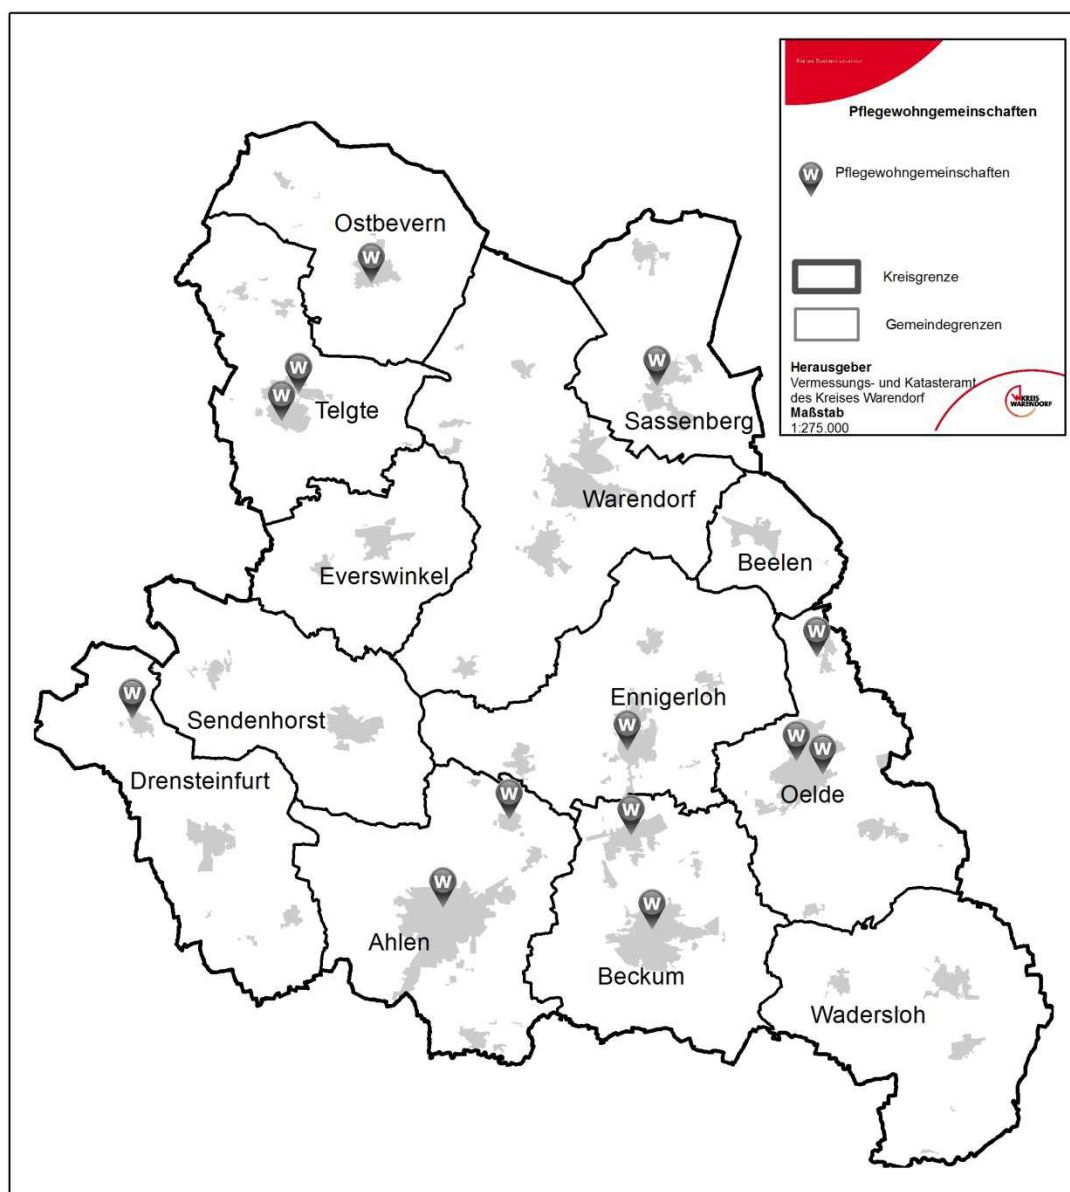 Pflegewohngemeinschaften
W Pflegewohngemeinschaften
Kreisgrenze
Gemeindegrenzen
Herausgeber
Vermessungs- und Katasteramt
des Kreises Warendorf
Maßstab
1:275.000
KREIS
WARENDORF
Ostbevern
W
W
W
Telgte
W
Sassenberg
Warendorf
Everswinkel
Beelen
W
W
Sendenhorst
Ennigerloh
W
W
W
Drensteinfurt
Oelde
W
W
W
Ahlen
W
Beckum
Wadersloh